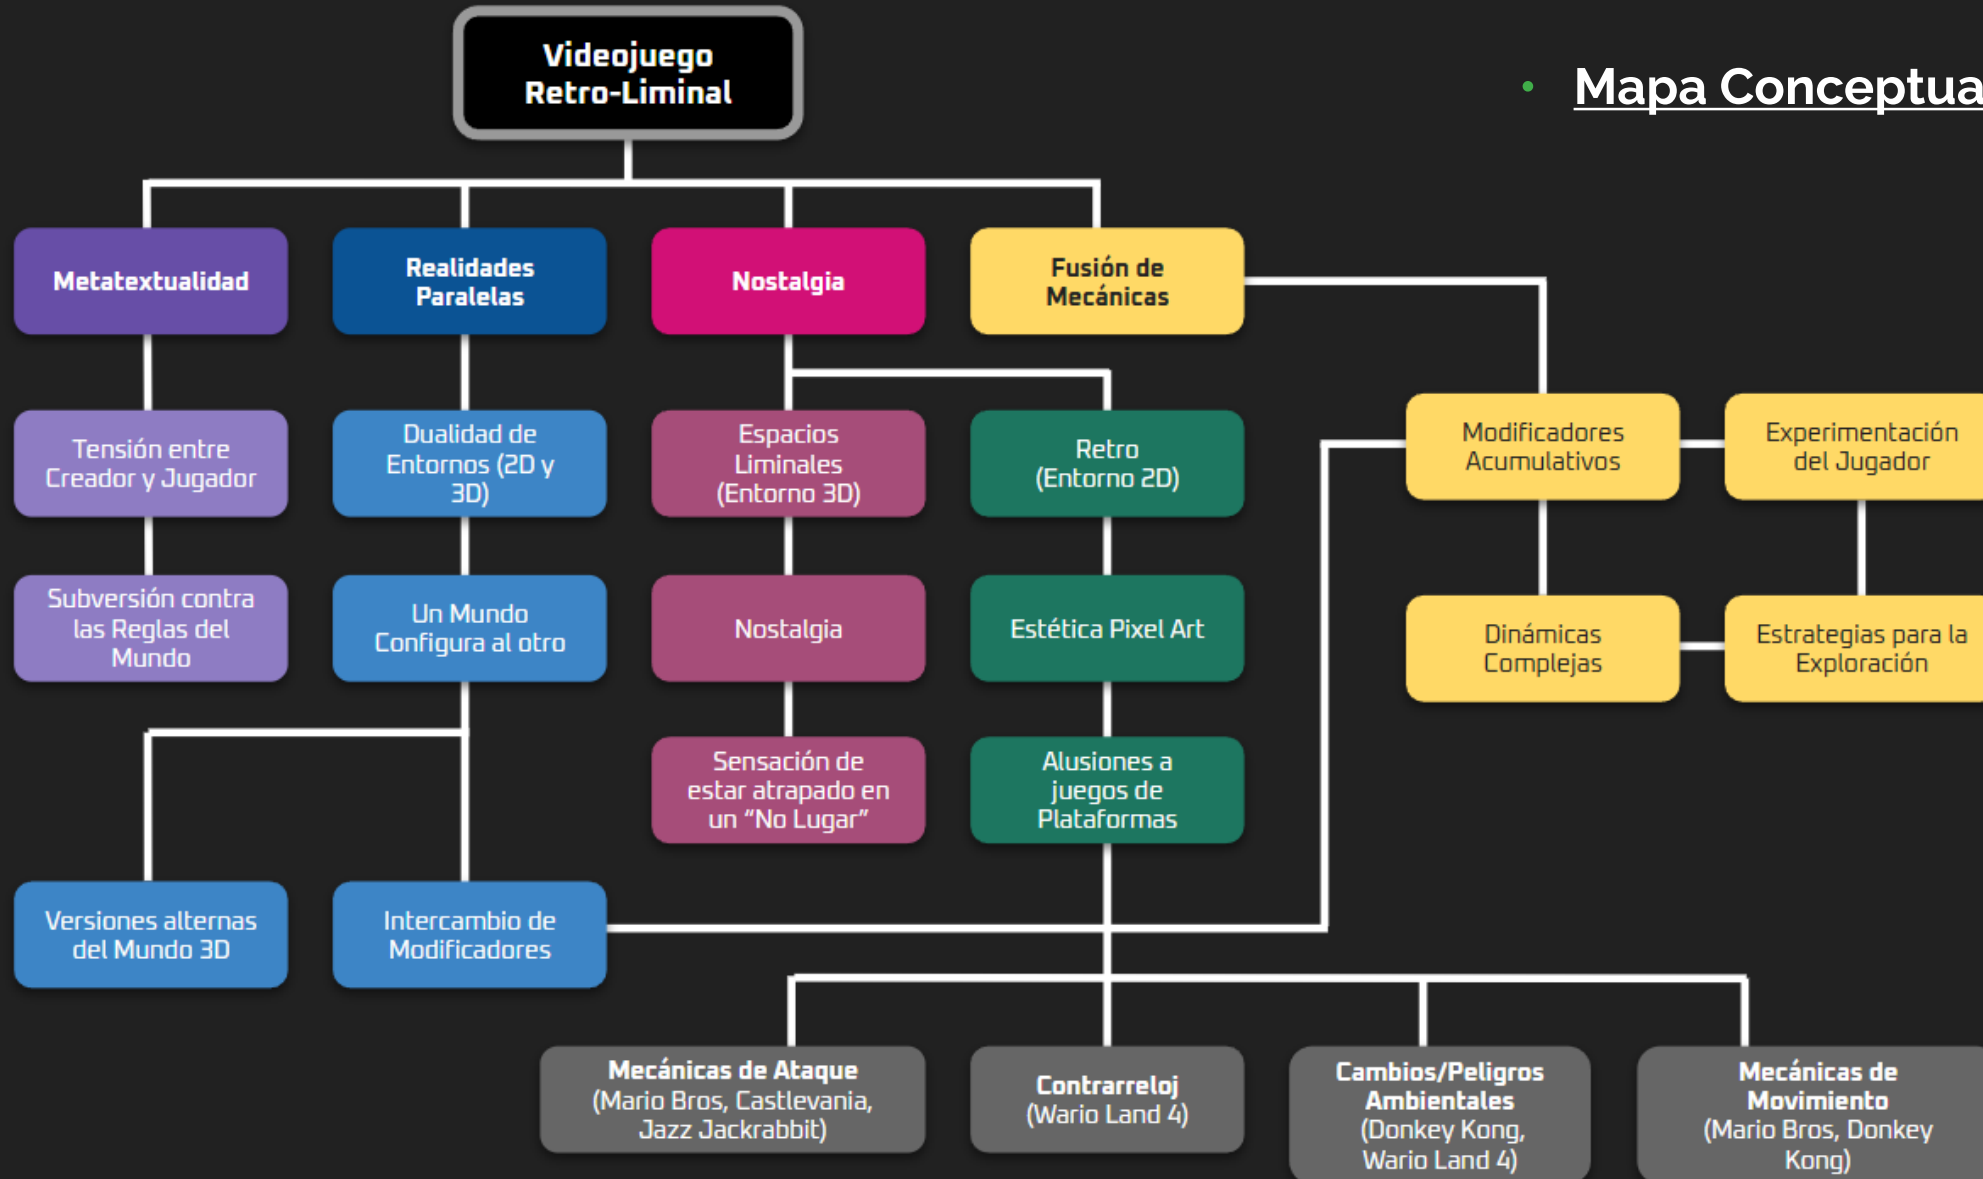 Videojuego
Retro-Liminal
• Mapa Conceptua
Metatextualidad
Realidades
Paralelas
Nostalgia
Fusión de
Mecánicas
Tensión entre
Creador y Jugador
Dualidad de
Entornos (2D y
3D)
Espacios
Liminales
(Entorno 3D)
Retro
(Entorno 2D)
Modificadores
Acumulativos
Experimentación
del Jugador
Subversión contra
las Reglas del
Mundo
Un Mundo
Configura al otro
Nostalgia
Estética Pixel Art
Dinámicas
Complejas
Estrategias para la
Exploración
Sensación de
estar atrapado en
un “No Lugar”
Alusiones a
juegos de
Plataformas
Versiones alternas
del Mundo 3D
Intercambio de
Modificadores
Mecánicas de Ataque
(Mario Bros, Castlevania,
Jazz Jackrabbit)
Contrarreloj
(Wario Land 4)
Cambios/Peligros
Ambientales
(Donkey Kong,
Wario Land 4)
Mecánicas de
Movimiento
(Mario Bros, Donkey
Kong)